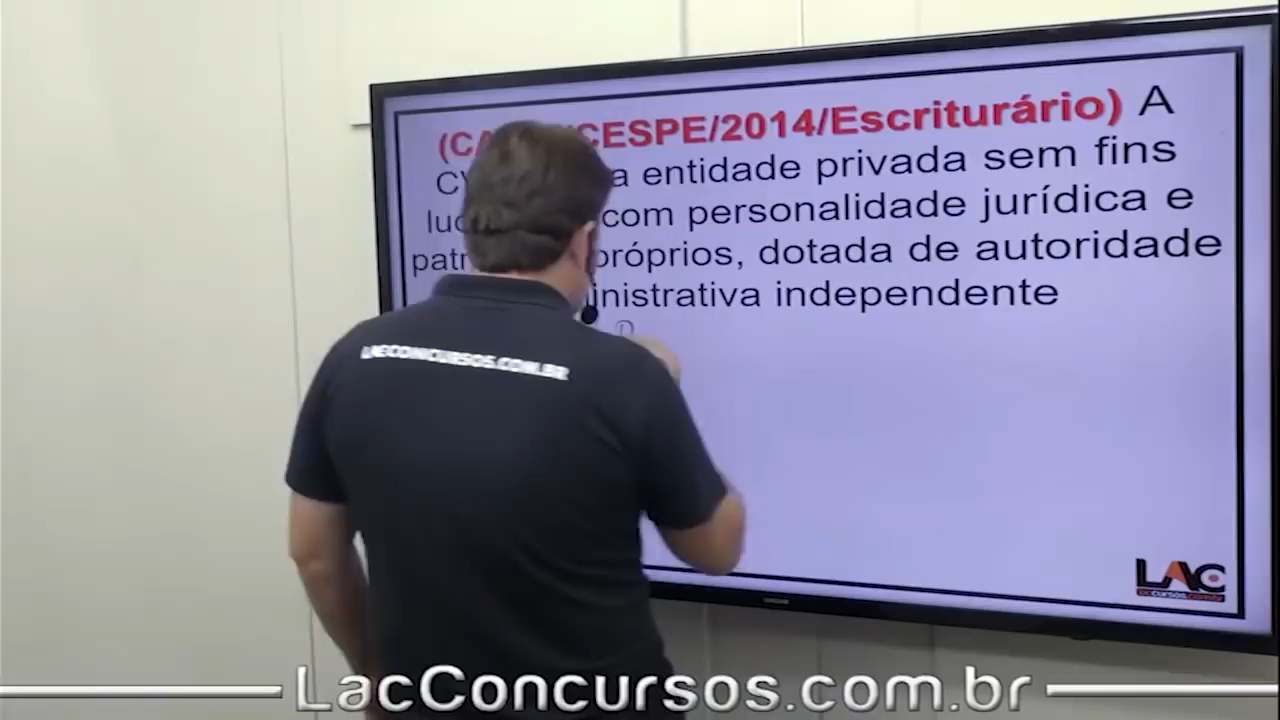 CESPE/2014/Escriturário) A
entidade privada sem fins
com personalidade jurídica e
próprios, dotada de autoridade
independente
LACCONCURSOS.COM.BR
LAC
LacConcursos.com.br